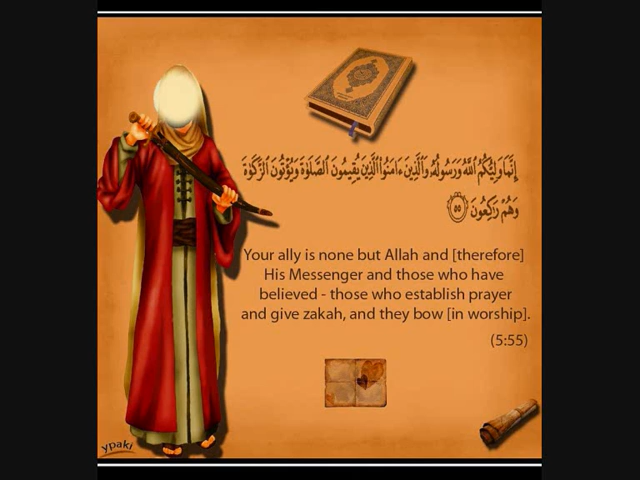 إِنَّمَا وَلِيُّكُمُ ٱللَّهُ وَرَسُولُهُۥ وَٱلَّذِينَ ءَامَنُوا۟ ٱلَّذِينَ يُقِيمُونَ ٱلصَّلَوٰةَ وَيُؤْتُونَ ٱلزَّكَوٰةَ
وَهُمْ رَٰكِعُونَ ٥٥
Your ally is none but Allah and [therefore]
His Messenger and those who have
believed - those who establish prayer
and give zakah, and they bow [in worship].
(5:55)
ypaki